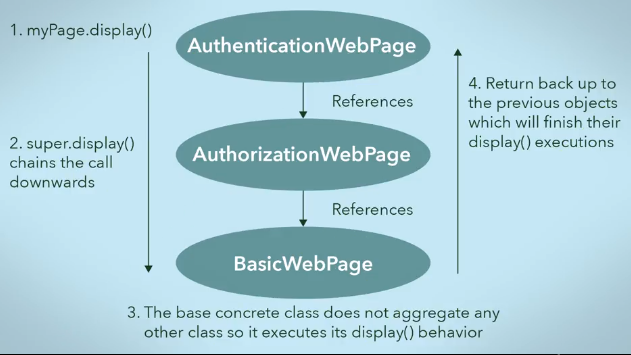 1. myPage.display()
AuthenticationWebPage
References
2. super.display()
chains the call
downwards
AuthorizationWebPage
References
BasicWebPage
4. Return back up to
the previous objects
which will finish their
display() executions
3. The base concrete class does not aggregate any
other class so it executes its display() behavior